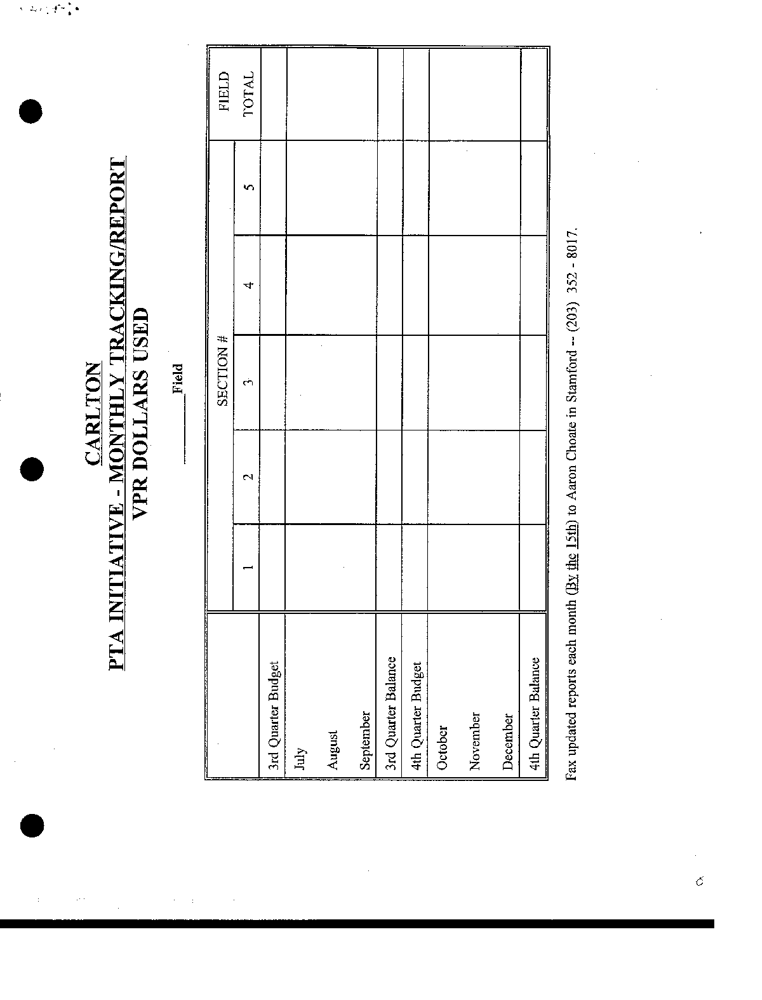 CARLTON
PTA INITIATIVE - MONTHLY TRACKING/REPORT
VPR DOLLARS USED
________Field
SECTION # FIELD
1 2 3 4 5 TOTAL
3rd Quarter Budget
July
August
September
3rd Quarter Balance
4th Quarter Budget
October
November
December
4th Quarter Balance
Fax updated reports each month (By the 15th) to Aaron Choate in Stamford -- (203) 352 - 8017.